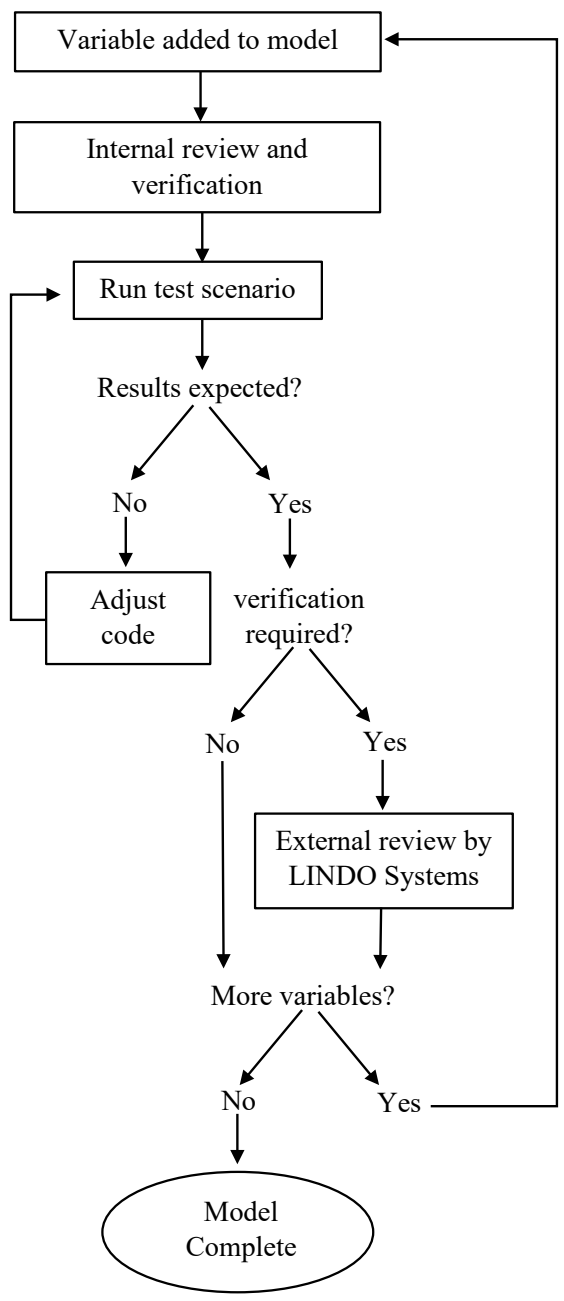 Variable added to model
Internal review and
verification
Run test scenario
Results expected?
No
Yes
Adjust
code
verification
required?
No
Yes
External review by
LINDO Systems
More variables?
No
Yes
Model
Complete